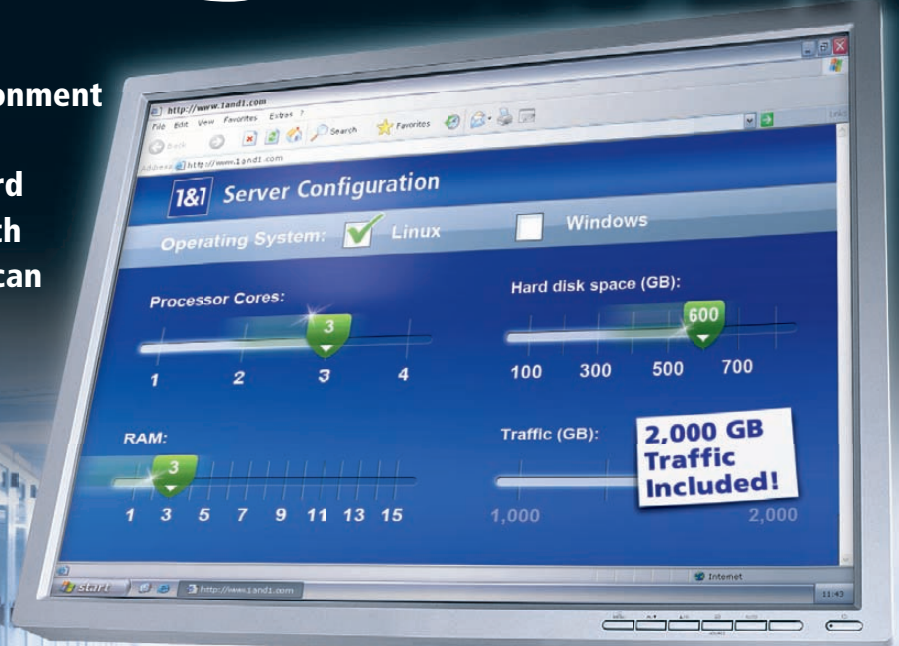 onment
rd
th
can
http://www.1and1.com
File Edit View Favorites Extras ?
Back Search Favorites
Address http://www.1and1.com Links
1&1 Server Configuration
Operating System: Linux Windows
Processor Cores:
3
1 2 3 4
Hard disk space (GB):
600
100 300 500 700
RAM:
3
1 3 5 7 9 11 13 15
Traffic (GB):
2,000 GB
Traffic
Included!
1,000 2,000
Internet
start http://www.1and1.com 11:43